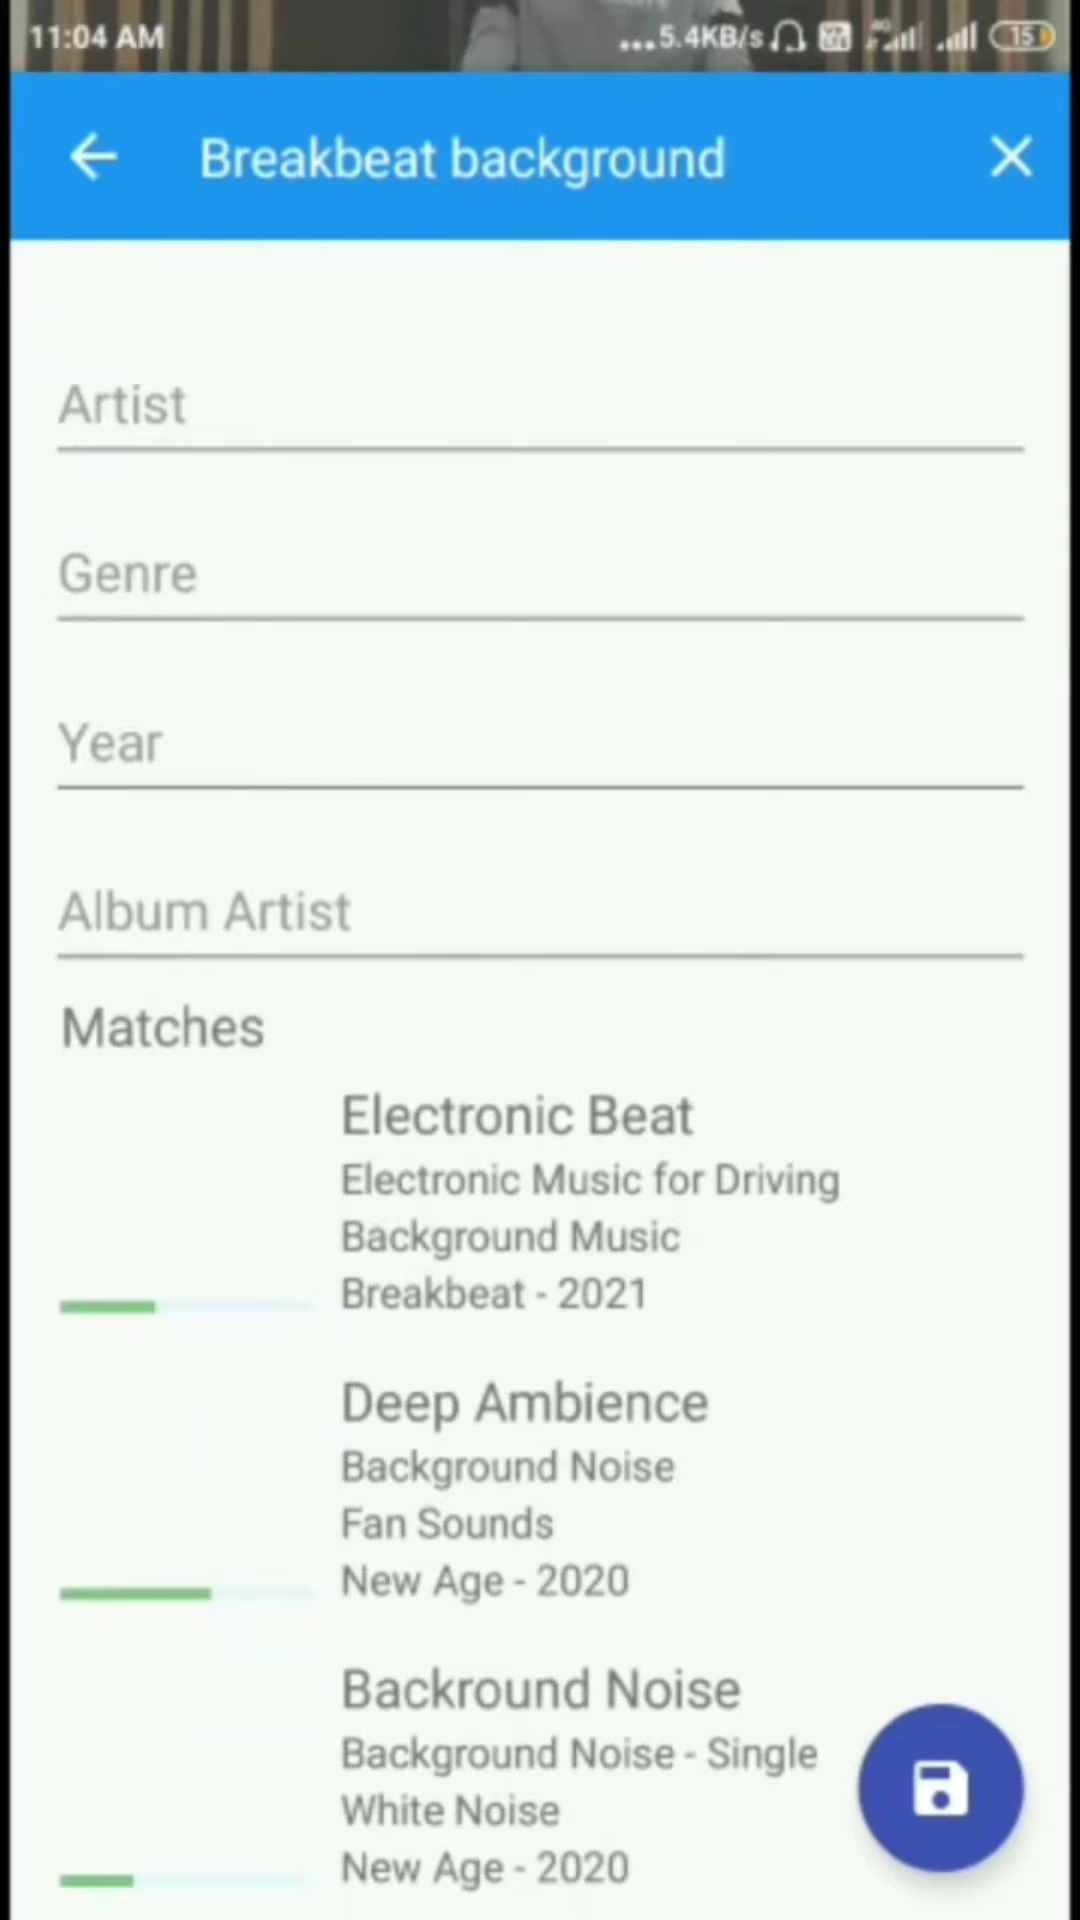 11:04 AM
...5.4KB/s 4G 15
Breakbeat background
Artist
Genre
Year
Album Artist
Matches
Electronic Beat
Electronic Music for Driving
Background Music
Breakbeat - 2021
Deep Ambience
Background Noise
Fan Sounds
New Age - 2020
Backround Noise
Background Noise - Single
White Noise
New Age - 2020